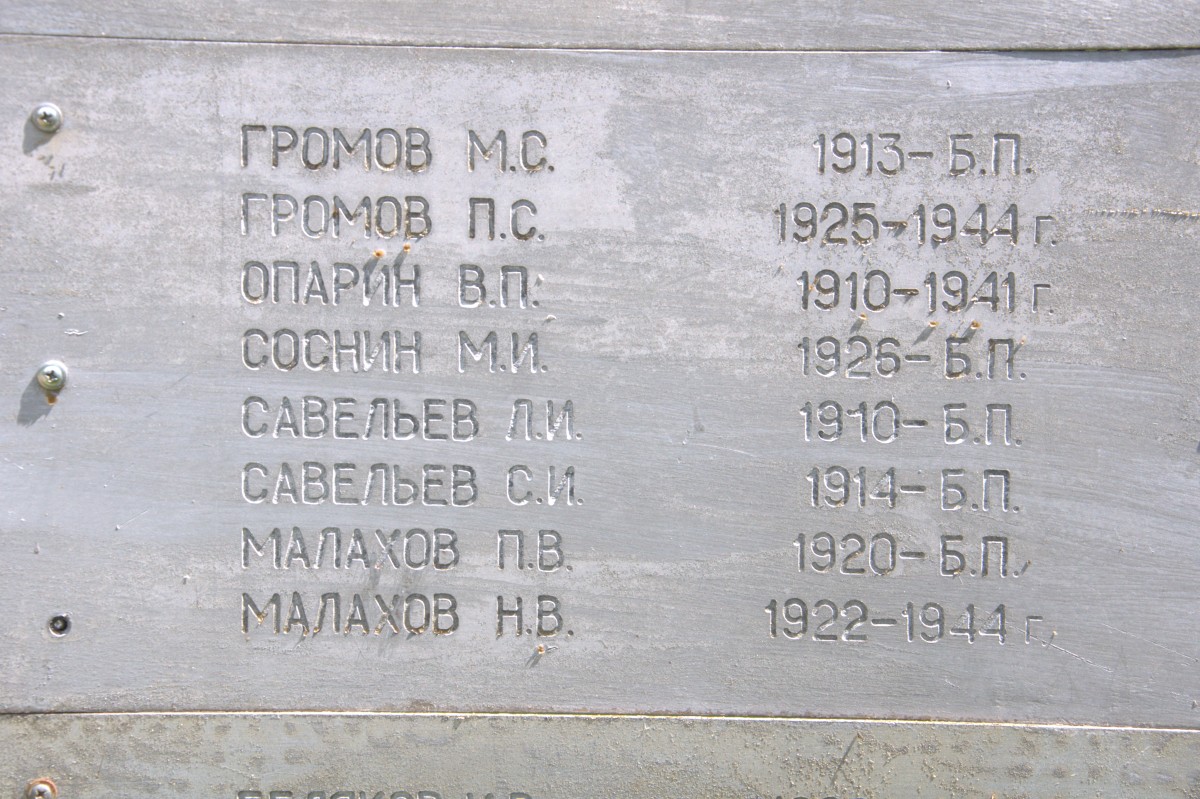 ГРОМОВ М.С. 1913- Б.П.
ГРОМОВ П.С. 1925-1944 г.
ОПАРИН В.П. 1910-1941 г.
СОСНИН М.И. 1926- Б.П.
САВЕЛЬЕВ Л.И. 1910- Б.П.
САВЕЛЬЕВ С.И. 1914- Б.П.
МАЛАХОВ П.В. 1920- Б.П.
МАЛАХОВ Н.В. 1922-1944 г.